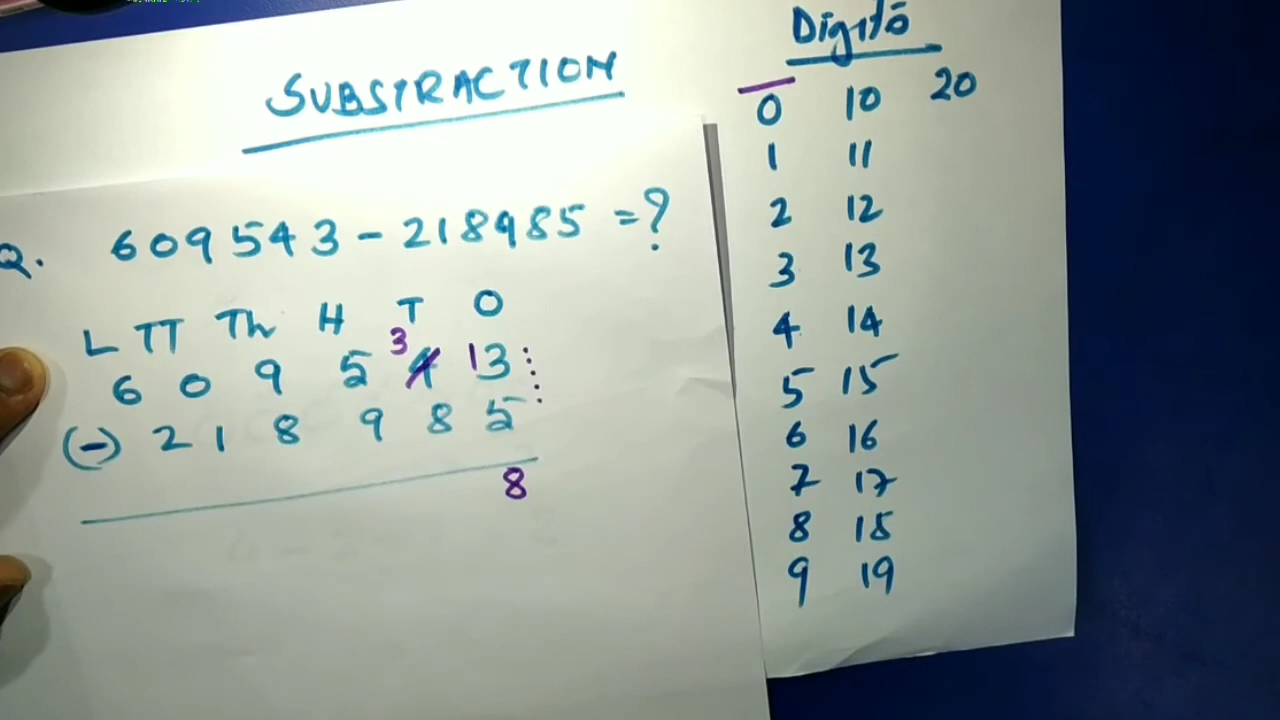 SUBSTRACTION
Q. 609543 - 218985 = ?
L TT Th H T O
3
6 0 9 5 4 13
(-) 2 1 8 9 8 5
8
Digits
0 10 20
1 11
2 12
3 13
4 14
5 15
6 16
7 17
8 18
9 19